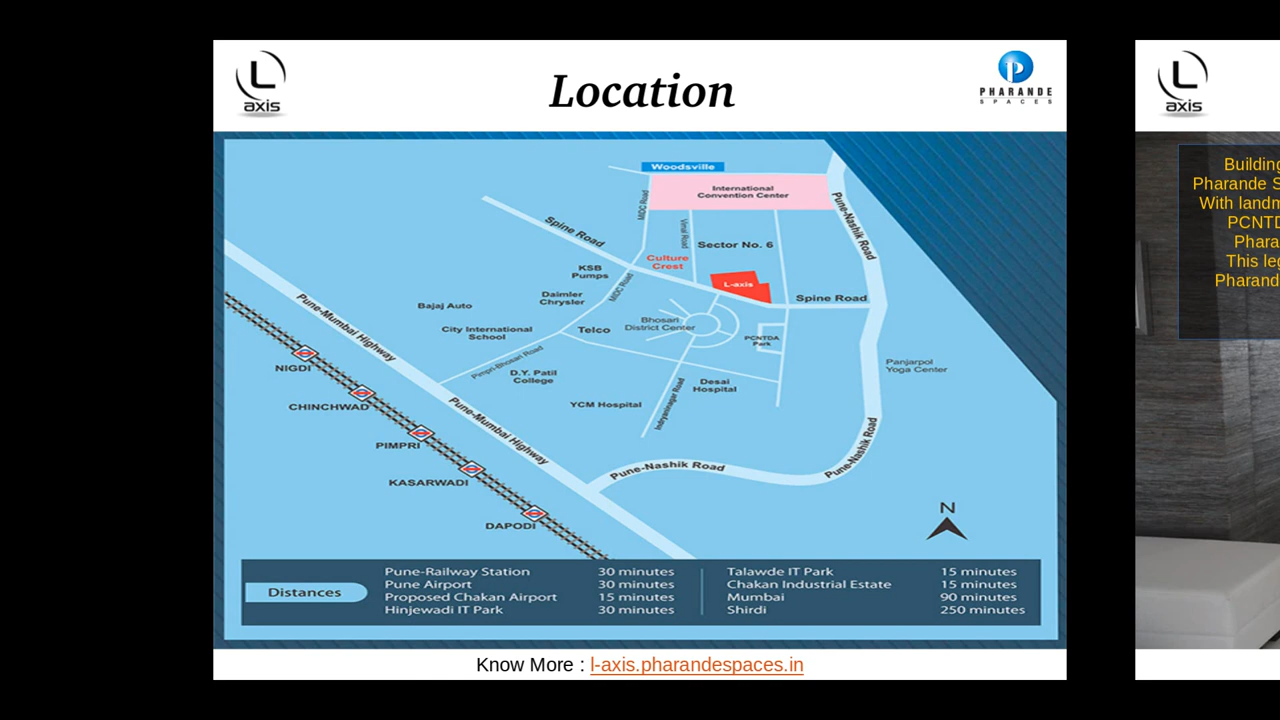 L
axis
Location
PHARANDE
SPACES
Woodsville
International
Convention Center
MIDC Road
Pune-Nashik Road
Spine Road
Vimal Road
Sector No. 6
Culture
Crest
KSB
Pumps
MIDC Road
L-axis
Daimler
Chrysler
Spine Road
Bajaj Auto
Pune-Mumbai Highway
City International
School
Telco
Bhosari
District Center
PCNTDA
Park
Pimpri-Bhosari Road
NIGDI
D.Y. Patil
College
Desai
Hospital
Panjarpol
Yoga Center
CHINCHWAD
YCM Hospital
Indryaninagar Road
Pune-Mumbai Highway
PIMPRI
Pune-Nashik Road
Pune-Nashik Road
KASARWADI
DAPODI
N
Distances
Pune-Railway Station 30 minutes
Pune Airport 30 minutes
Proposed Chakan Airport 15 minutes
Hinjewadi IT Park 30 minutes
Talawde IT Park 15 minutes
Chakan Industrial Estate 15 minutes
Mumbai 90 minutes
Shirdi 250 minutes
Know More : l-axis.pharandespaces.in
L
axis
Building
Pharande S
With landm
PCNTD
Phara
This leg
Pharand